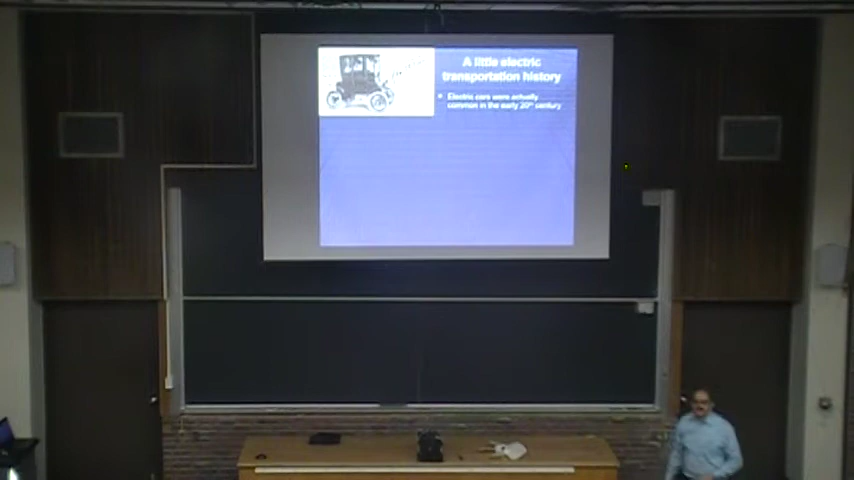 A little electric
transportation history
Electric cars were actually
common in the early 20th century